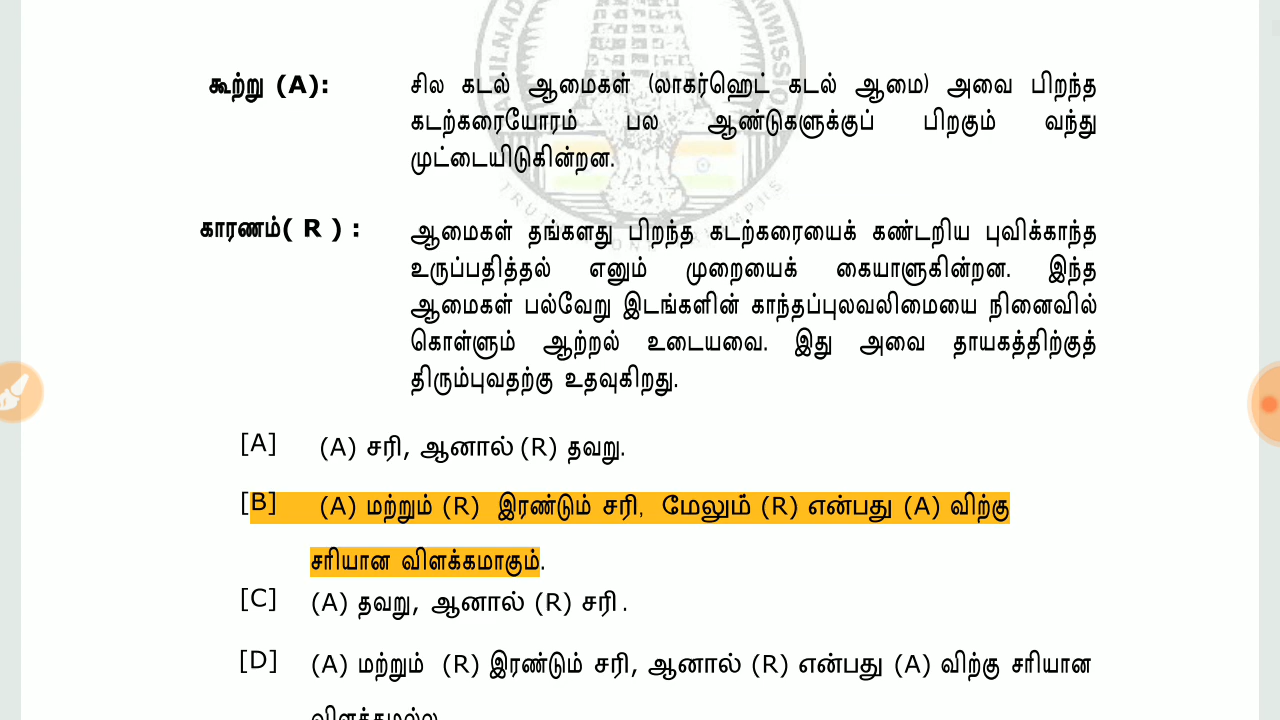 கூற்று (A): சில கடல் ஆமைகள் (லாகர்ஹெட் கடல் ஆமை) அவை பிறந்த
கடற்கரையோரம் பல ஆண்டுகளுக்குப் பிறகும் வந்து
முட்டையிடுகின்றன.
காரணம்( R ) : ஆமைகள் தங்களது பிறந்த கடற்கரையைக் கண்டறிய புவிக்காந்த
உருப்பதித்தல் எனும் முறையைக் கையாளுகின்றன. இந்த
ஆமைகள் பல்வேறு இடங்களின் காந்தப்புலவலிமையை நினைவில்
கொள்ளும் ஆற்றல் உடையவை. இது அவை தாயகத்திற்குத்
திரும்புவதற்கு உதவுகிறது.
[A] (A) சரி, ஆனால் (R) தவறு.
[B] (A) மற்றும் (R) இரண்டும் சரி, மேலும் (R) என்பது (A) விற்கு
சரியான விளக்கமாகும்.
[C] (A) தவறு, ஆனால் (R) சரி .
[D] (A) மற்றும் (R) இரண்டும் சரி, ஆனால் (R) என்பது (A) விற்கு சரியான
விளக்கமல்ல